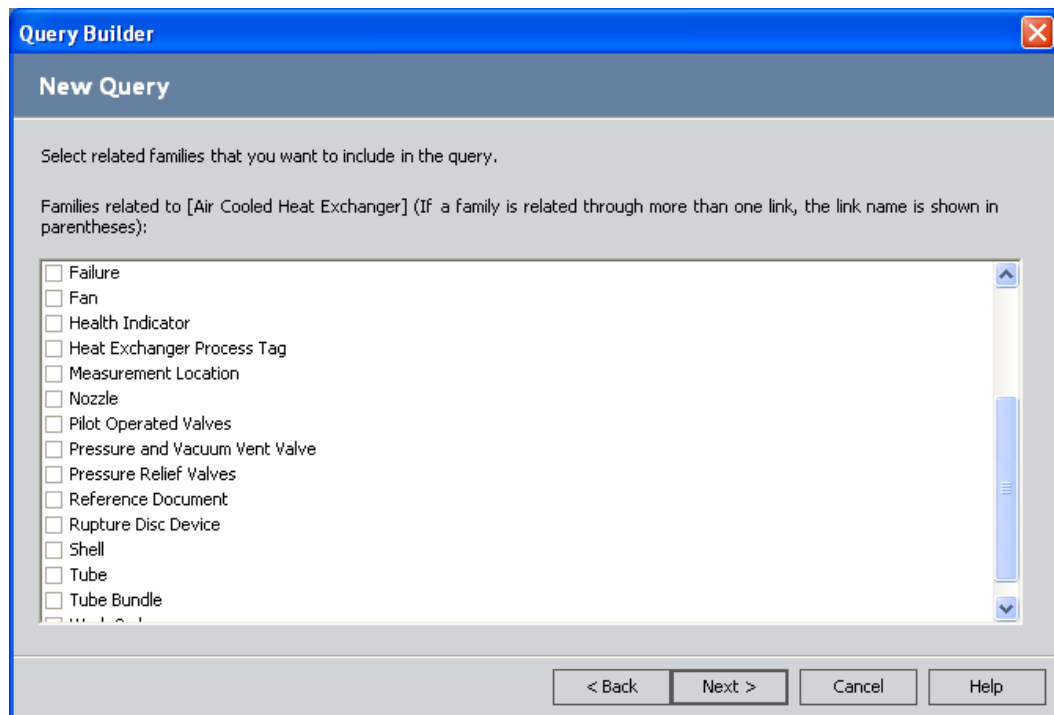 Query Builder
New Query
Select related families that you want to include in the query.
Families related to [Air Cooled Heat Exchanger] (If a family is related through more than one link, the link name is shown in
parentheses):
Failure
Fan
Health Indicator
Heat Exchanger Process Tag
Measurement Location
Nozzle
Pilot Operated Valves
Pressure and Vacuum Vent Valve
Pressure Relief Valves
Reference Document
Rupture Disc Device
Shell
Tube
Tube Bundle
< Back
Next >
Cancel
Help